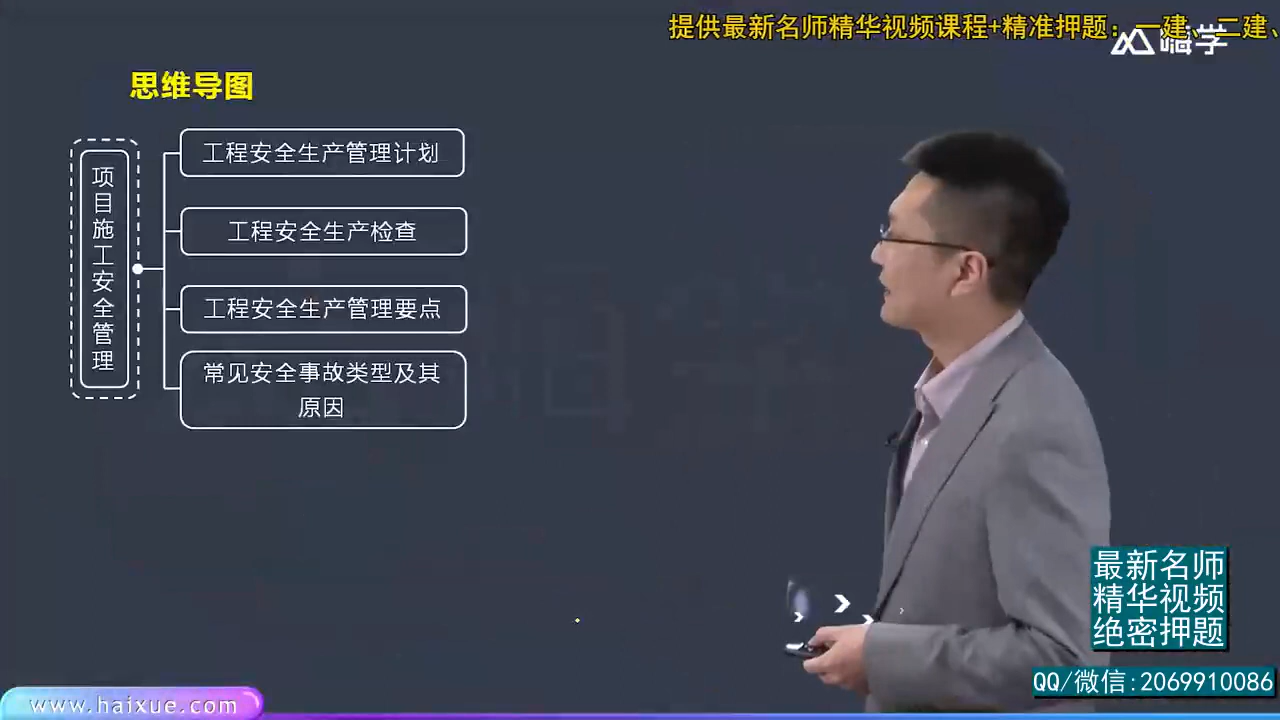 提供最新名师精华视频课程+精准押题：一建、二建、
嗨学
思维导图
项目施工安全管理
工程安全生产管理计划
工程安全生产检查
工程安全生产管理要点
常见安全事故类型及其
原因
最新名师
精华视频
绝密押题
QQ/微信:2069910086
www.haixue.com